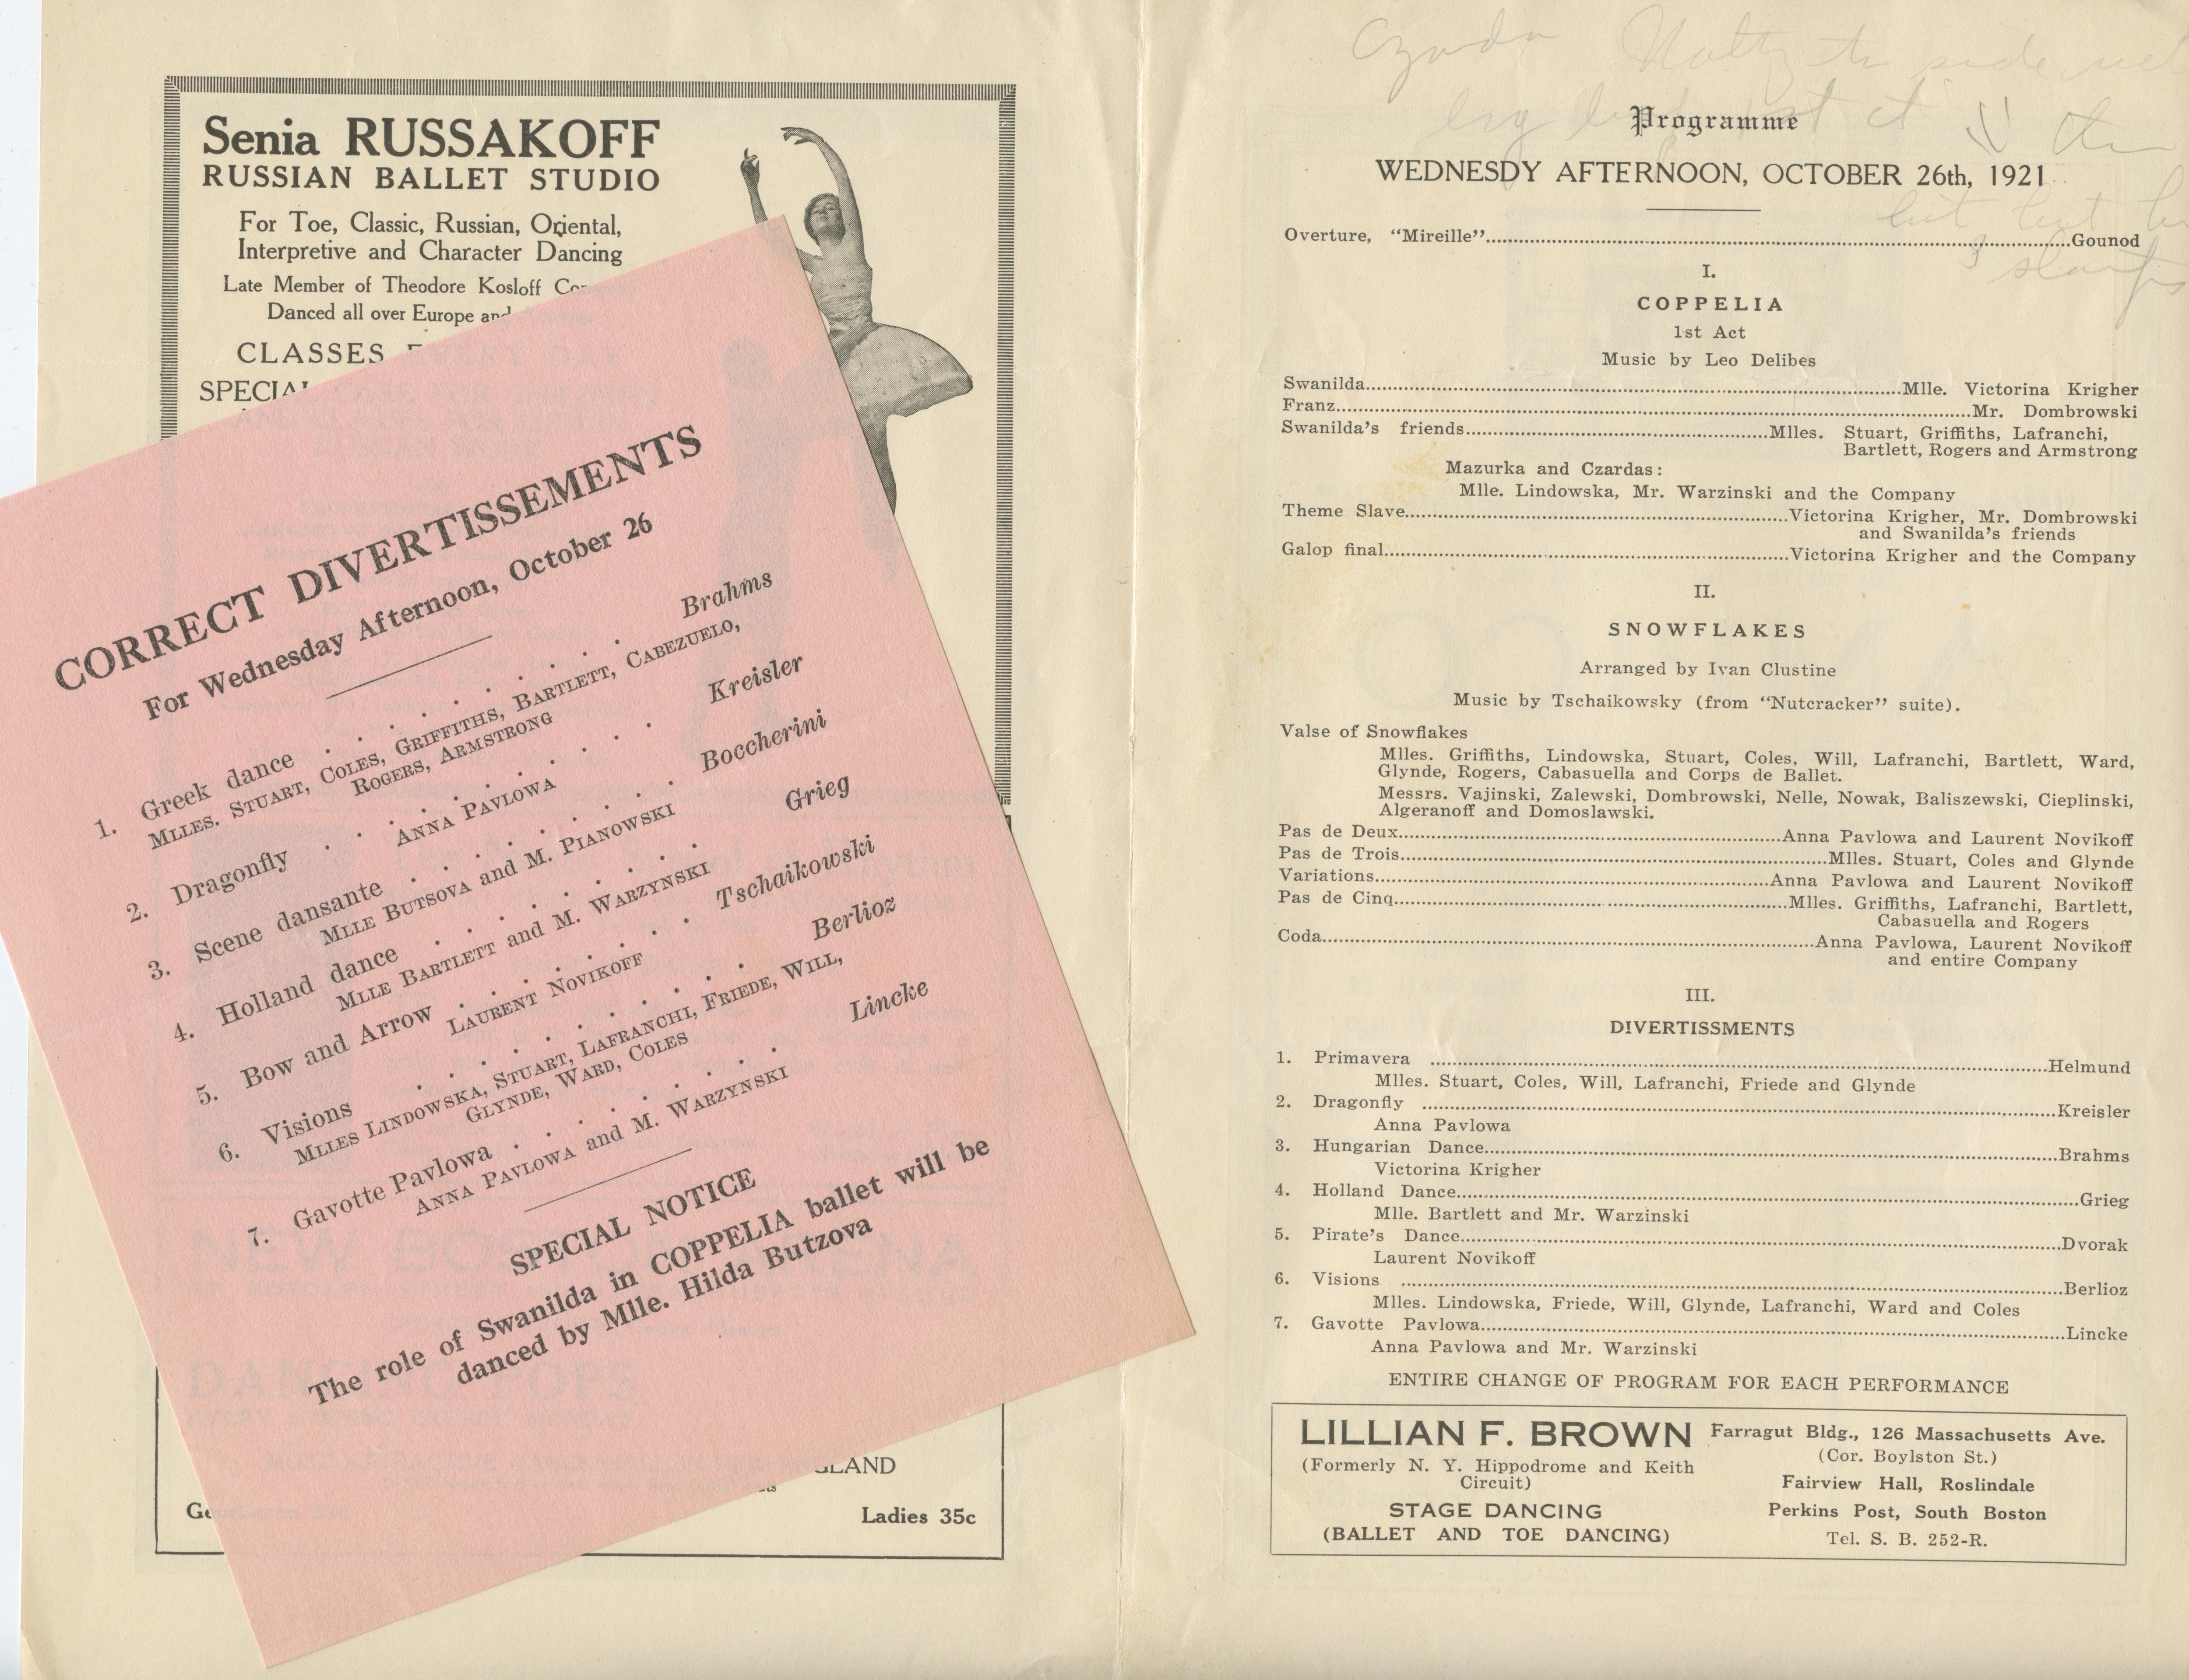 Senia RUSSAKOFF
RUSSIAN BALLET STUDIO
For Toe, Classic, Russian, Oriental,
Interpretive and Character Dancing
Late Member of Theodore Kosloff
Danced all over Europe and
CLASSES
Ladies 35c
CORRECT DIVERTISSEMENTS
For Wednesday Afternoon, October 26
1. Greek dance . . . . . . . Brahms
MLLES. STUART, COLES, GRIFFITHS, BARTLETT, CABEZUELO,
ROGERS, ARMSTRONG
2. Dragonfly . . . . . . . Kreisler
ANNA PAVLOWA
3. Scene dansante . . . . . . . Boccherini
MLLE BUTSOVA and M. PIANOWSKI
4. Holland dance . . . . . . . Grieg
MLLE BARTLETT and M. WARZYNSKI
5. Bow and Arrow . . . . . . . Tschaikowski
LAURENT NOVIKOFF
6. Visions . . . . . . . Berlioz
MLLES LINDOWSKA, STUART, LAFRANCHI, FRIEDE, WILL,
GLYNDE, WARD, COLES
7. Gavotte Pavlowa . . . . . . . Lincke
ANNA PAVLOWA and M. WARZYNSKI
SPECIAL NOTICE
The role of Swanilda in COPPELIA ballet will be
danced by Mlle. Hilda Butzova
Programme
WEDNESDY AFTERNOON, OCTOBER 26th, 1921
Overture, "Mireille"..........Gounod
I.
COPPELIA
1st Act
Music by Leo Delibes
Swanilda..........Mlle. Victorina Krigher
Franz..........Mr. Dombrowski
Swanilda's friends..........Mlles. Stuart, Griffiths, Lafranchi,
Bartlett, Rogers and Armstrong
Mazurka and Czardas:
Mlle. Lindowska, Mr. Warzinski and the Company
Theme Slave..........Victorina Krigher, Mr. Dombrowski
and Swanilda's friends
Galop final..........Victorina Krigher and the Company
II.
SNOWFLAKES
Arranged by Ivan Clustine
Music by Tschaikowsky (from "Nutcracker" suite).
Valse of Snowflakes
Mlles. Griffiths, Lindowska, Stuart, Coles, Will, Lafranchi, Bartlett, Ward,
Glynde, Rogers, Cabasuella and Corps de Ballet.
Messrs. Vajinski, Zalewski, Dombrowski, Nelle, Nowak, Baliszewski, Cieplinski,
Algeranoff and Domoslawski.
Pas de Deux..........Anna Pavlowa and Laurent Novikoff
Pas de Trois..........Mlles. Stuart, Coles and Glynde
Variations..........Anna Pavlowa and Laurent Novikoff
Pas de Cinq..........Mlles. Griffiths, Lafranchi, Bartlett,
Cabasuella and Rogers
Coda..........Anna Pavlowa, Laurent Novikoff
and entire Company
III.
DIVERTISSMENTS
1. Primavera ..........Helmund
Mlles. Stuart, Coles, Will, Lafranchi, Friede and Glynde
2. Dragonfly ..........Kreisler
Anna Pavlowa
3. Hungarian Dance..........Brahms
Victorina Krigher
4. Holland Dance..........Grieg
Mlle. Bartlett and Mr. Warzinski
5. Pirate's Dance..........Dvorak
Laurent Novikoff
6. Visions ..........Berlioz
Mlles. Lindowska, Friede, Will, Glynde, Lafranchi, Ward and Coles
7. Gavotte Pavlowa..........Lincke
Anna Pavlowa and Mr. Warzinski
ENTIRE CHANGE OF PROGRAM FOR EACH PERFORMANCE
LILLIAN F. BROWN
(Formerly N. Y. Hippodrome and Keith
Circuit)
STAGE DANCING
(BALLET AND TOE DANCING)
Farragut Bldg., 126 Massachusetts Ave.
(Cor. Boylston St.)
Fairview Hall, Roslindale
Perkins Post, South Boston
Tel. S. B. 252-R.